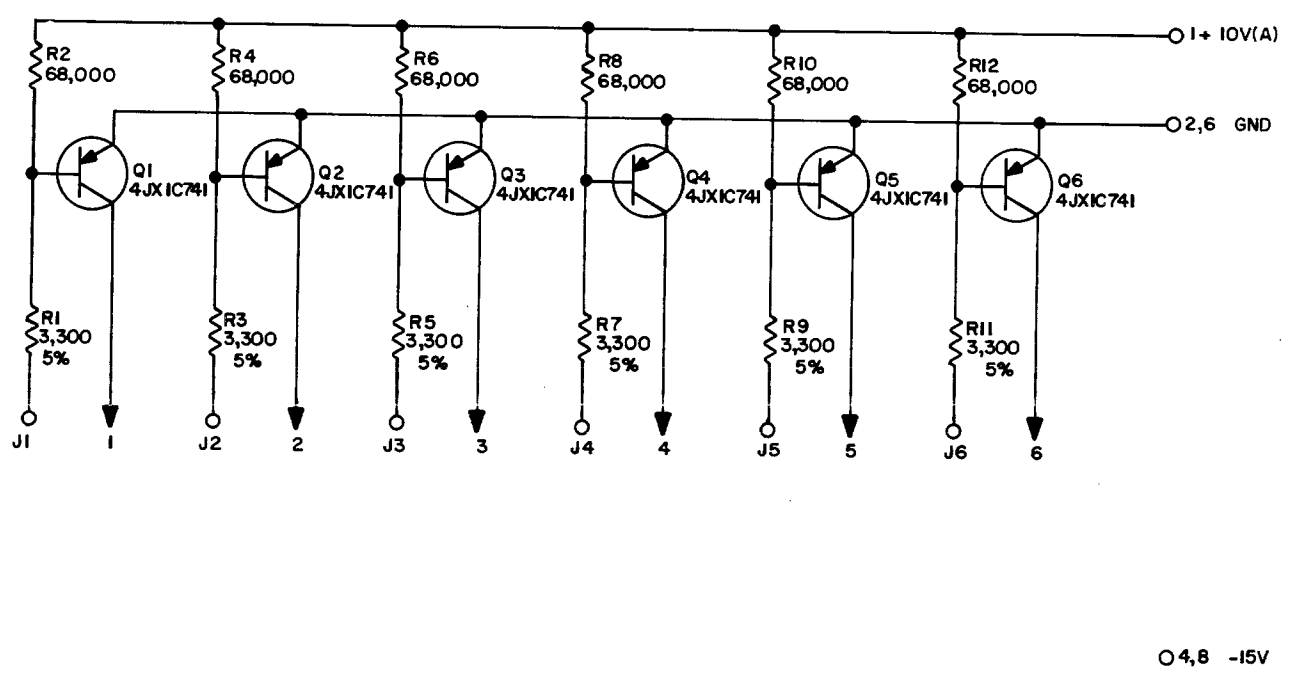 1+ 10V(A)
R2
68,000
R4
68,000
R6
68,000
R8
68,000
R10
68,000
R12
68,000
2,6 GND
Q1
4JX1C741
Q2
4JX1C741
Q3
4JX1C741
Q4
4JX1C741
Q5
4JX1C741
Q6
4JX1C741
R1
3,300
5%
R3
3,300
5%
R5
3,300
5%
R7
3,300
5%
R9
3,300
5%
R11
3,300
5%
J1
1
J2
2
J3
3
J4
4
J5
5
J6
6
4,8 -15V